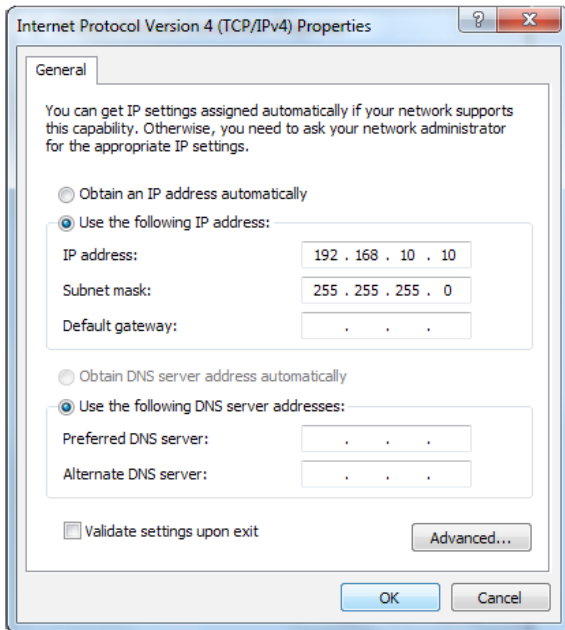 Internet Protocol Version 4 (TCP/IPv4) Properties
?
X
General
You can get IP settings assigned automatically if your network supports
this capability. Otherwise, you need to ask your network administrator
for the appropriate IP settings.
Obtain an IP address automatically
Use the following IP address:
IP address: 192 . 168 . 10 . 10
Subnet mask: 255 . 255 . 255 . 0
Default gateway: . . .
Obtain DNS server address automatically
Use the following DNS server addresses:
Preferred DNS server: . . .
Alternate DNS server: . . .
Validate settings upon exit
Advanced...
OK Cancel